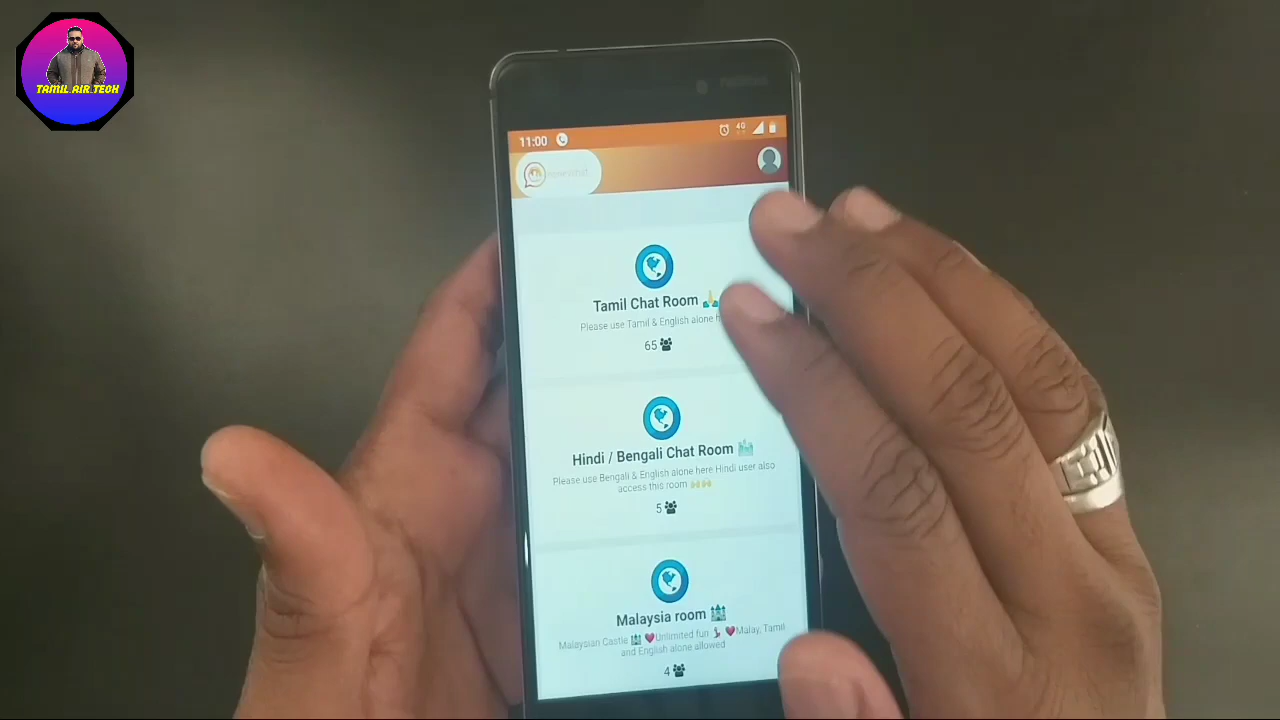 TAMIL AIR TECH
11:00
4G
Tamil Chat Room 🙏
Please use Tamil & English alone
65
Hindi / Bengali Chat Room
Please use Bengali & English alone here Hindi user also
access this room 🙌🙌
5
Malaysia room 🏰
Malaysian Castle 🏰 ❤️Unlimited fun 💃 ❤️Malay, Tamil
and English alone allowed
4